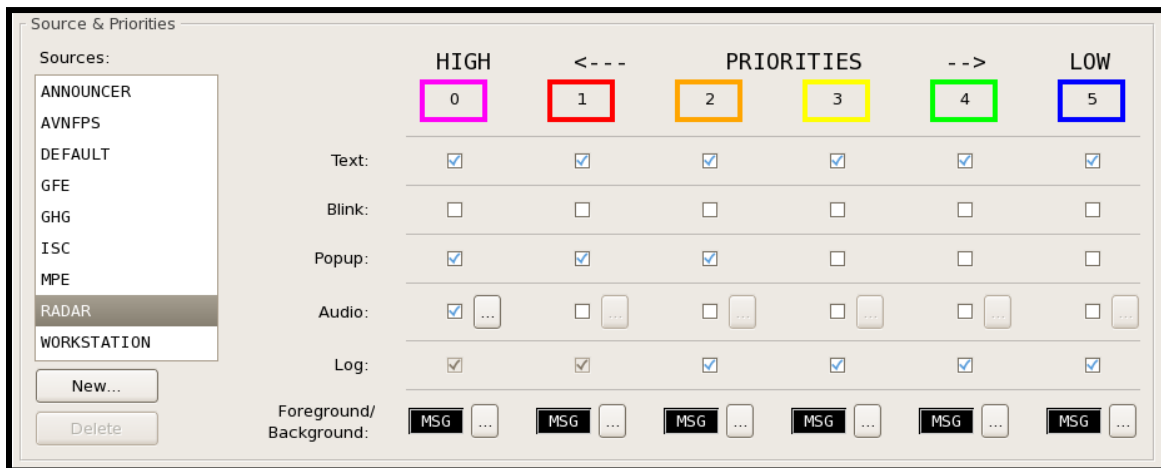 Source & Priorities
Sources:
ANNOUNCER
AVNFPS
DEFAULT
GFE
GHG
ISC
MPE
RADAR
WORKSTATION
New...
Delete
HIGH <--- PRIORITIES --> LOW
0 1 2 3 4 5
Text:
Blink:
Popup:
Audio: ... ... ... ... ... ...
Log:
Foreground/
Background:
MSG ... MSG ... MSG ... MSG ... MSG ... MSG ...